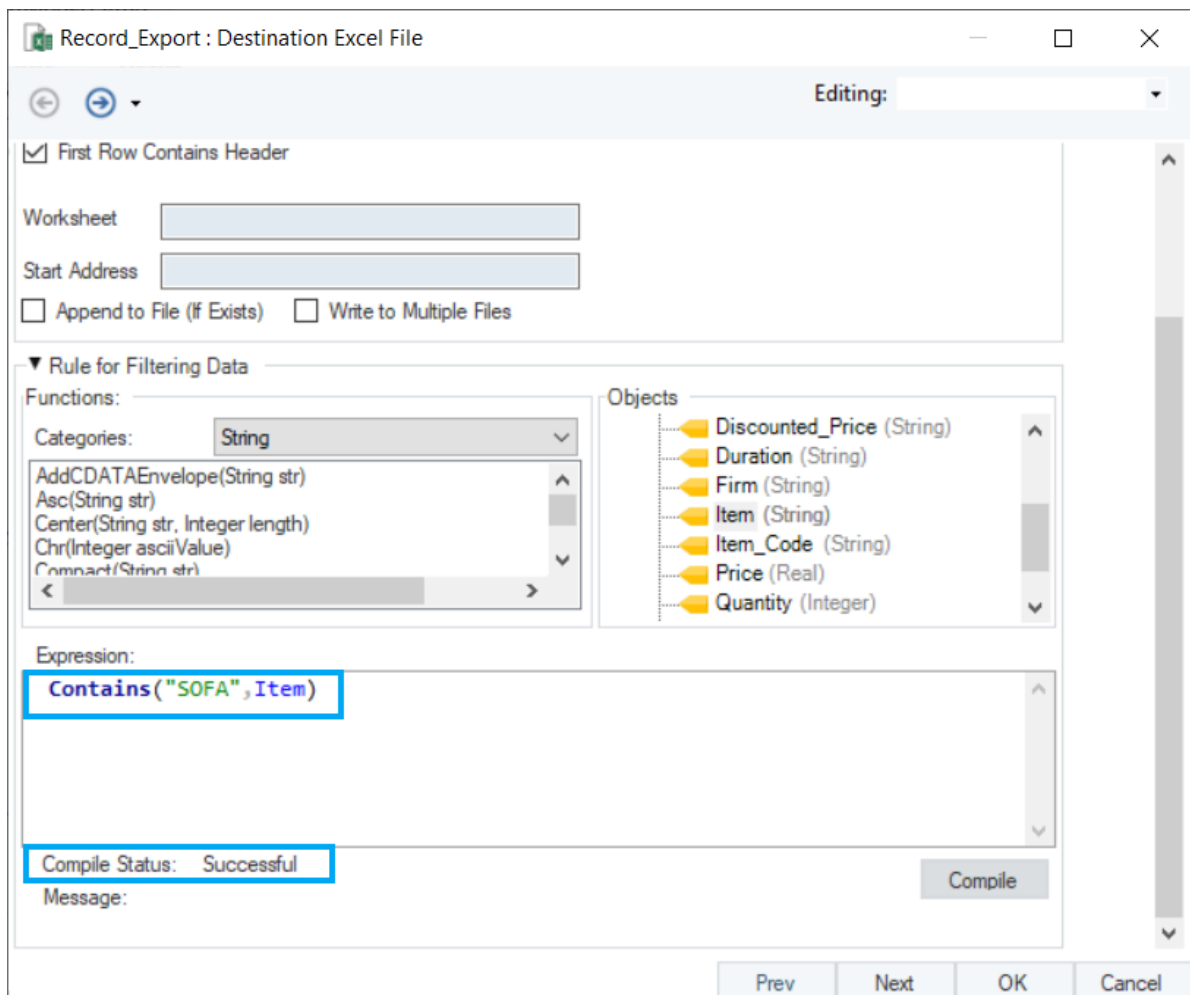 Record_Export : Destination Excel File
Editing:
First Row Contains Header
Worksheet
Start Address
Append to File (If Exists) Write to Multiple Files
Rule for Filtering Data
Functions:
Categories: String
AddCDATAEnvelope(String str)
Asc(String str)
Center(String str, Integer length)
Chr(Integer asciiValue)
Compact(String str)
Objects
Discounted_Price (String)
Duration (String)
Firm (String)
Item (String)
Item_Code (String)
Price (Real)
Quantity (Integer)
Expression:
Contains("SOFA",Item)
Compile Status: Successful
Compile
Message:
Prev Next OK Cancel